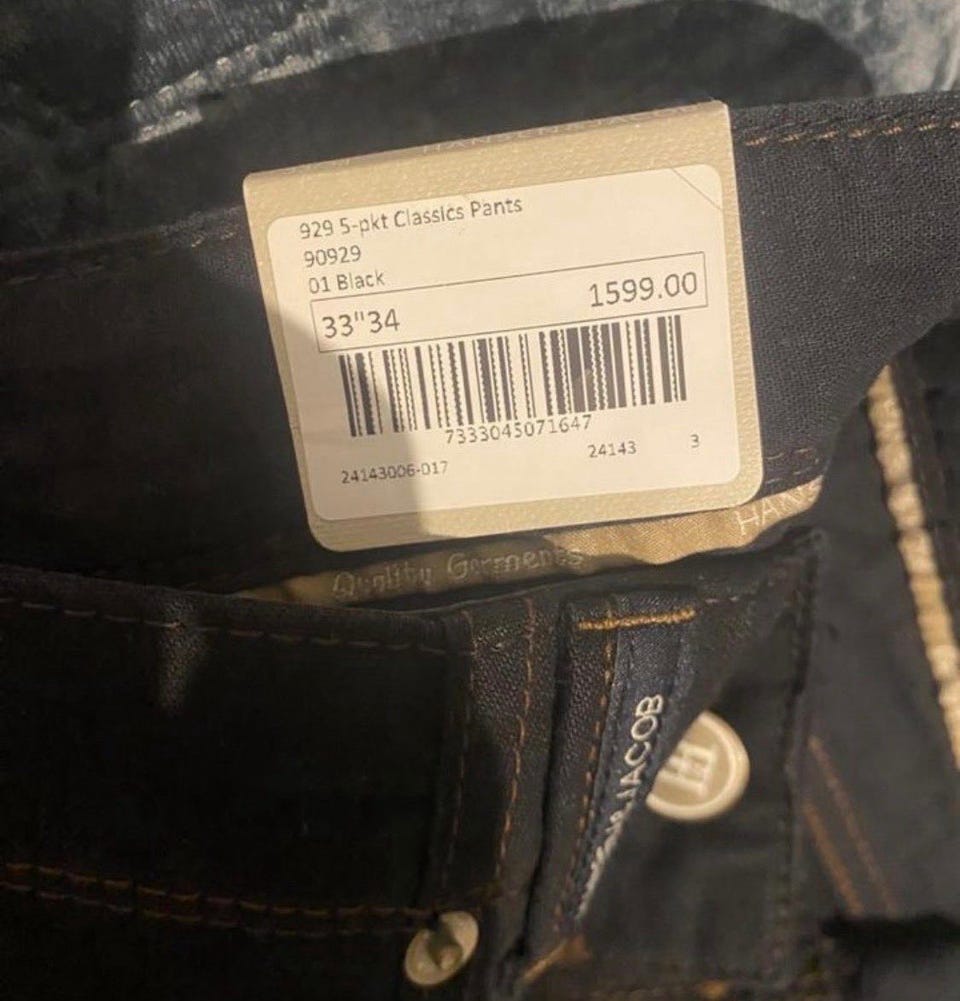 929 5-pkt Classics Pants
90929
01 Black
33"34 1599.00
7333045071647
24143006-017 24143 3
HAN
Quality Garments
JACOB
H